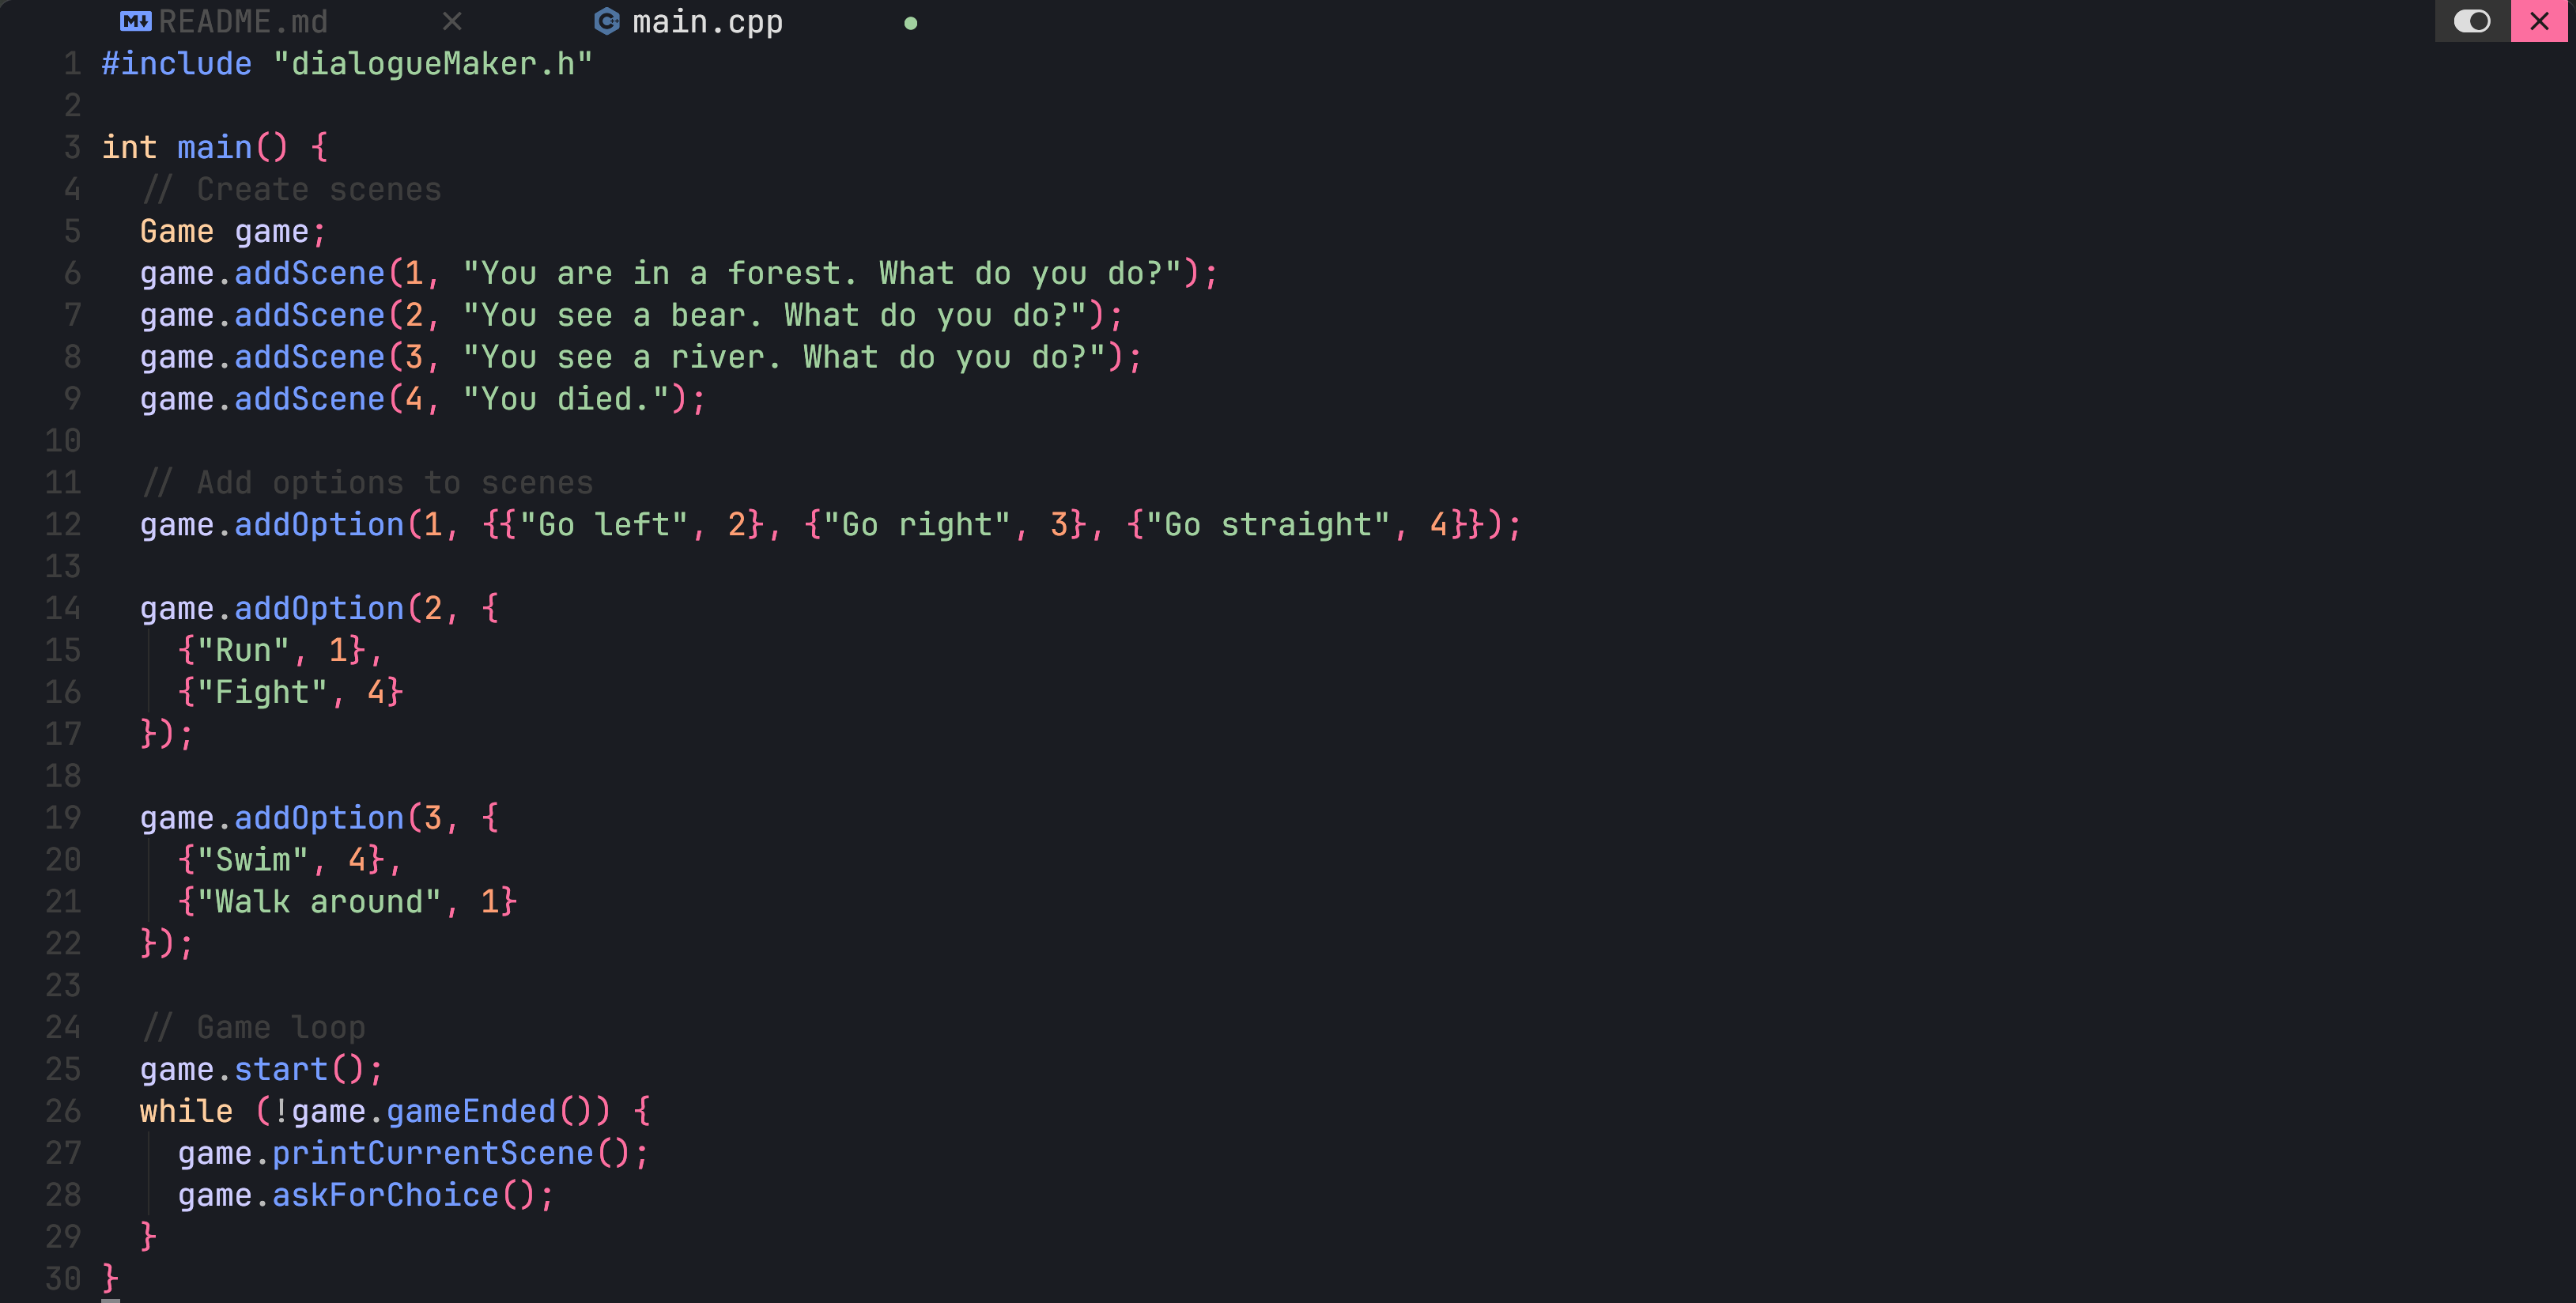 README.md × main.cpp
1 #include "dialogueMaker.h"
2
3 int main() {
4   // Create scenes
5   Game game;
6   game.addScene(1, "You are in a forest. What do you do?");
7   game.addScene(2, "You see a bear. What do you do?");
8   game.addScene(3, "You see a river. What do you do?");
9   game.addScene(4, "You died.");
10
11   // Add options to scenes
12   game.addOption(1, {{"Go left", 2}, {"Go right", 3}, {"Go straight", 4}});
13
14   game.addOption(2, {
15     {"Run", 1},
16     {"Fight", 4}
17   });
18
19   game.addOption(3, {
20     {"Swim", 4},
21     {"Walk around", 1}
22   });
23
24   // Game loop
25   game.start();
26   while (!game.gameEnded()) {
27     game.printCurrentScene();
28     game.askForChoice();
29   }
30 }